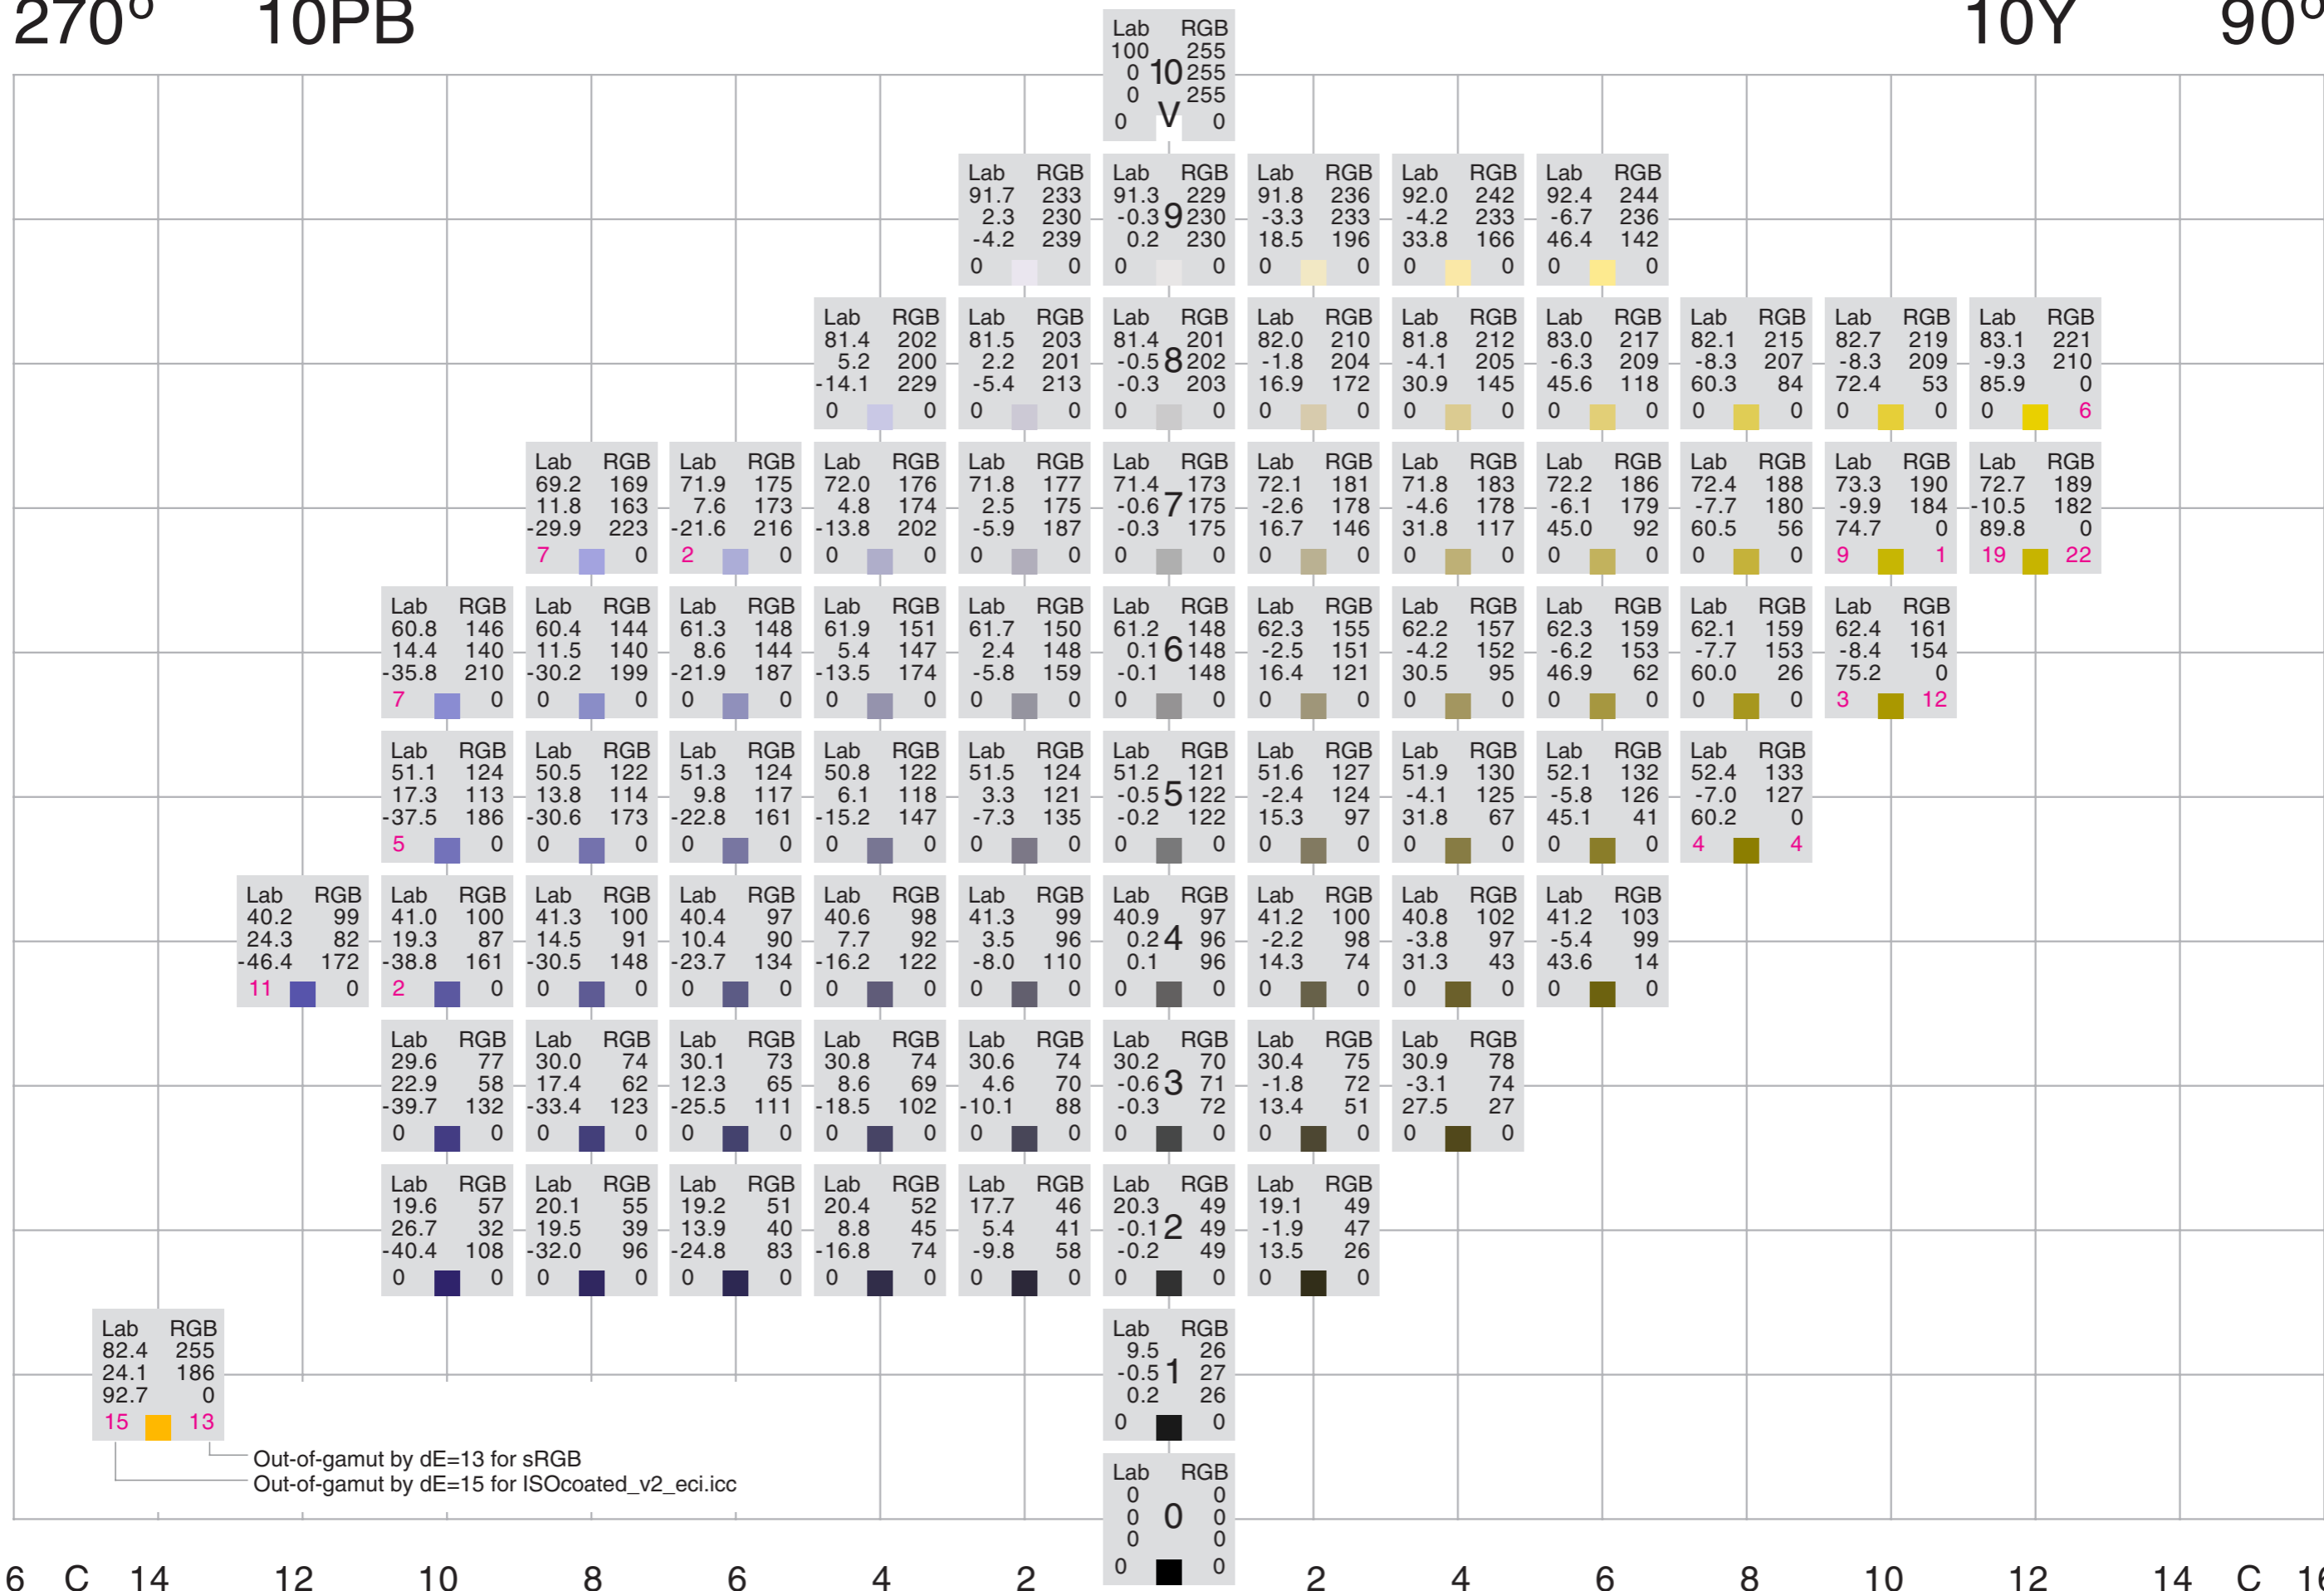 270º 10PB 10Y 90º
Lab RGB
100 255
0 10 255
0 255
0 V 0
Lab RGB Lab RGB Lab RGB Lab RGB Lab RGB
91.7 233 91.3 229 91.8 236 92.0 242 92.4 244
2.3 230 -0.3 9 230 -3.3 233 -4.2 233 -6.7 236
-4.2 239 0.2 230 18.5 196 33.8 166 46.4 142
0 0 0 0 0 0 0 0 0 0
Lab RGB Lab RGB Lab RGB Lab RGB Lab RGB Lab RGB Lab RGB Lab RGB Lab RGB
81.4 202 81.5 203 81.4 201 82.0 210 81.8 212 83.0 217 82.1 215 82.7 219 83.1 221
5.2 200 2.2 201 -0.5 8 202 -1.8 204 -4.1 205 -6.3 209 -8.3 207 -8.3 209 -9.3 210
-14.1 229 -5.4 213 -0.3 203 16.9 172 30.9 145 45.6 118 60.3 84 72.4 53 85.9 0
0 0 0 0 0 0 0 0 0 0 0 0 0 0 0 0 0 6
Lab RGB Lab RGB Lab RGB Lab RGB Lab RGB Lab RGB Lab RGB Lab RGB Lab RGB Lab RGB Lab RGB
69.2 169 71.9 175 72.0 176 71.8 177 71.4 173 72.1 181 71.8 183 72.2 186 72.4 188 73.3 190 72.7 189
11.8 163 7.6 173 4.8 174 2.5 175 -0.6 7 175 -2.6 178 -4.6 178 -6.1 179 -7.7 180 -9.9 184 -10.5 182
-29.9 223 -21.6 216 -13.8 202 -5.9 187 -0.3 175 16.7 146 31.8 117 45.0 92 60.5 56 74.7 0 89.8 0
7 0 2 0 0 0 0 0 0 0 0 0 0 0 0 0 0 0 9 1 19 22
Lab RGB Lab RGB Lab RGB Lab RGB Lab RGB Lab RGB Lab RGB Lab RGB Lab RGB Lab RGB Lab RGB
60.8 146 60.4 144 61.3 148 61.9 151 61.7 150 61.2 148 62.3 155 62.2 157 62.3 159 62.1 159 62.4 161
14.4 140 11.5 140 8.6 144 5.4 147 2.4 148 0.1 6 148 -2.5 151 -4.2 152 -6.2 153 -7.7 153 -8.4 154
-35.8 210 -30.2 199 -21.9 187 -13.5 174 -5.8 159 -0.1 148 16.4 121 30.5 95 46.9 62 60.0 26 75.2 0
7 0 0 0 0 0 0 0 0 0 0 0 0 0 0 0 0 0 0 0 3 12
Lab RGB Lab RGB Lab RGB Lab RGB Lab RGB Lab RGB Lab RGB Lab RGB Lab RGB Lab RGB
51.1 124 50.5 122 51.3 124 50.8 122 51.5 124 51.2 121 51.6 127 51.9 130 52.1 132 52.4 133
17.3 113 13.8 114 9.8 117 6.1 118 3.3 121 -0.5 5 122 -2.4 124 -4.1 125 -5.8 126 -7.0 127
-37.5 186 -30.6 173 -22.8 161 -15.2 147 -7.3 135 -0.2 122 15.3 97 31.8 67 45.1 41 60.2 0
5 0 0 0 0 0 0 0 0 0 0 0 0 0 0 0 0 0 4 4
Lab RGB Lab RGB Lab RGB Lab RGB Lab RGB Lab RGB Lab RGB Lab RGB Lab RGB Lab RGB
40.2 99 41.0 100 41.3 100 40.4 97 40.6 98 41.3 99 40.9 97 41.2 100 40.8 102 41.2 103
24.3 82 19.3 87 14.5 91 10.4 90 7.7 92 3.5 96 0.2 4 96 -2.2 98 -3.8 97 -5.4 99
-46.4 172 -38.8 161 -30.5 148 -23.7 134 -16.2 122 -8.0 110 0.1 96 14.3 74 31.3 43 43.6 14
11 0 2 0 0 0 0 0 0 0 0 0 0 0 0 0 0 0 0 0
Lab RGB Lab RGB Lab RGB Lab RGB Lab RGB Lab RGB Lab RGB Lab RGB
29.6 77 30.0 74 30.1 73 30.8 74 30.6 74 30.2 70 30.4 75 30.9 78
22.9 58 17.4 62 12.3 65 8.6 69 4.6 70 -0.6 3 71 -1.8 72 -3.1 74
-39.7 132 -33.4 123 -25.5 111 -18.5 102 -10.1 88 -0.3 72 13.4 51 27.5 27
0 0 0 0 0 0 0 0 0 0 0 0 0 0 0 0
Lab RGB Lab RGB Lab RGB Lab RGB Lab RGB Lab RGB Lab RGB
19.6 57 20.1 55 19.2 51 20.4 52 17.7 46 20.3 49 19.1 49
26.7 32 19.5 39 13.9 40 8.8 45 5.4 41 -0.1 2 49 -1.9 47
-40.4 108 -32.0 96 -24.8 83 -16.8 74 -9.8 58 -0.2 49 13.5 26
0 0 0 0 0 0 0 0 0 0 0 0 0 0
Lab RGB Lab RGB
82.4 255 9.5 26
24.1 186 -0.5 1 27
92.7 0 0.2 26
15 13 0 0
Out-of-gamut by dE=13 for sRGB
Out-of-gamut by dE=15 for ISOcoated_v2_eci.icc
Lab RGB
0 0
0 0 0
0 0
0 0
6 C 14 12 10 8 6 4 2 2 4 6 8 10 12 14 C